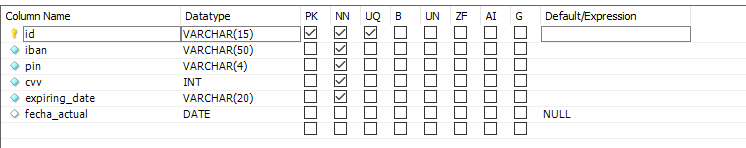 Column Name Datatype PK NN UQ B UN ZF AI G Default/Expression
id VARCHAR(15)
iban VARCHAR(50)
pin VARCHAR(4)
cvv INT
expiring_date VARCHAR(20)
fecha_actual DATE NULL